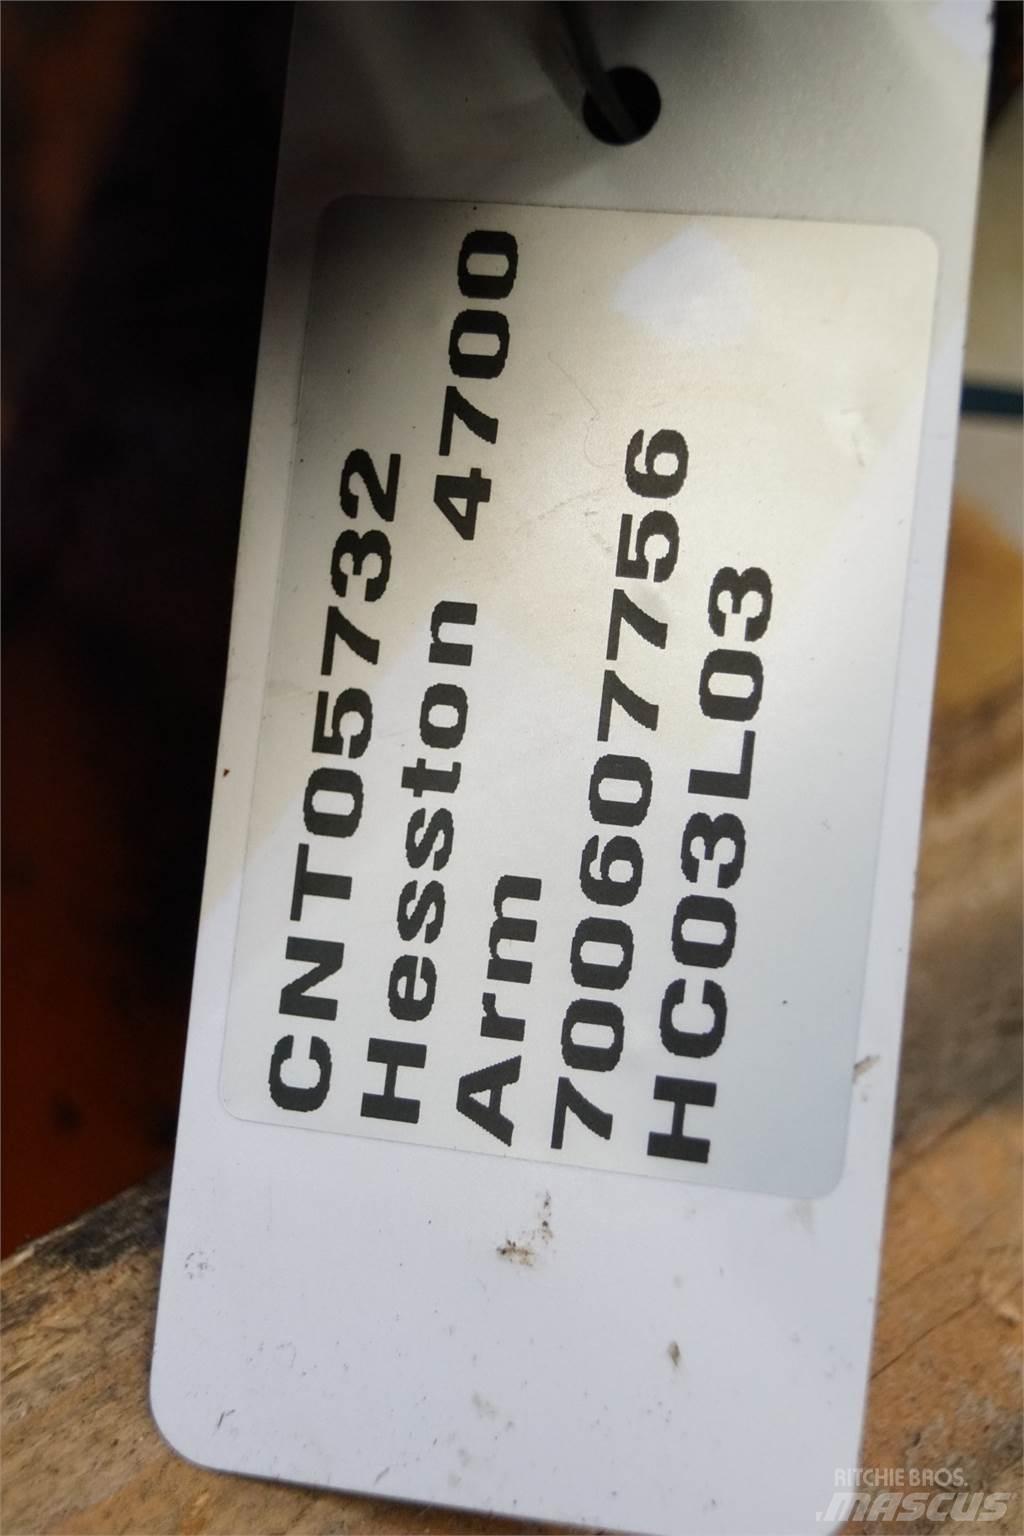 CNT05732
Hesston 4700
Arm
700607756
HC03L03
RITCHIE BROS.
MASCUS